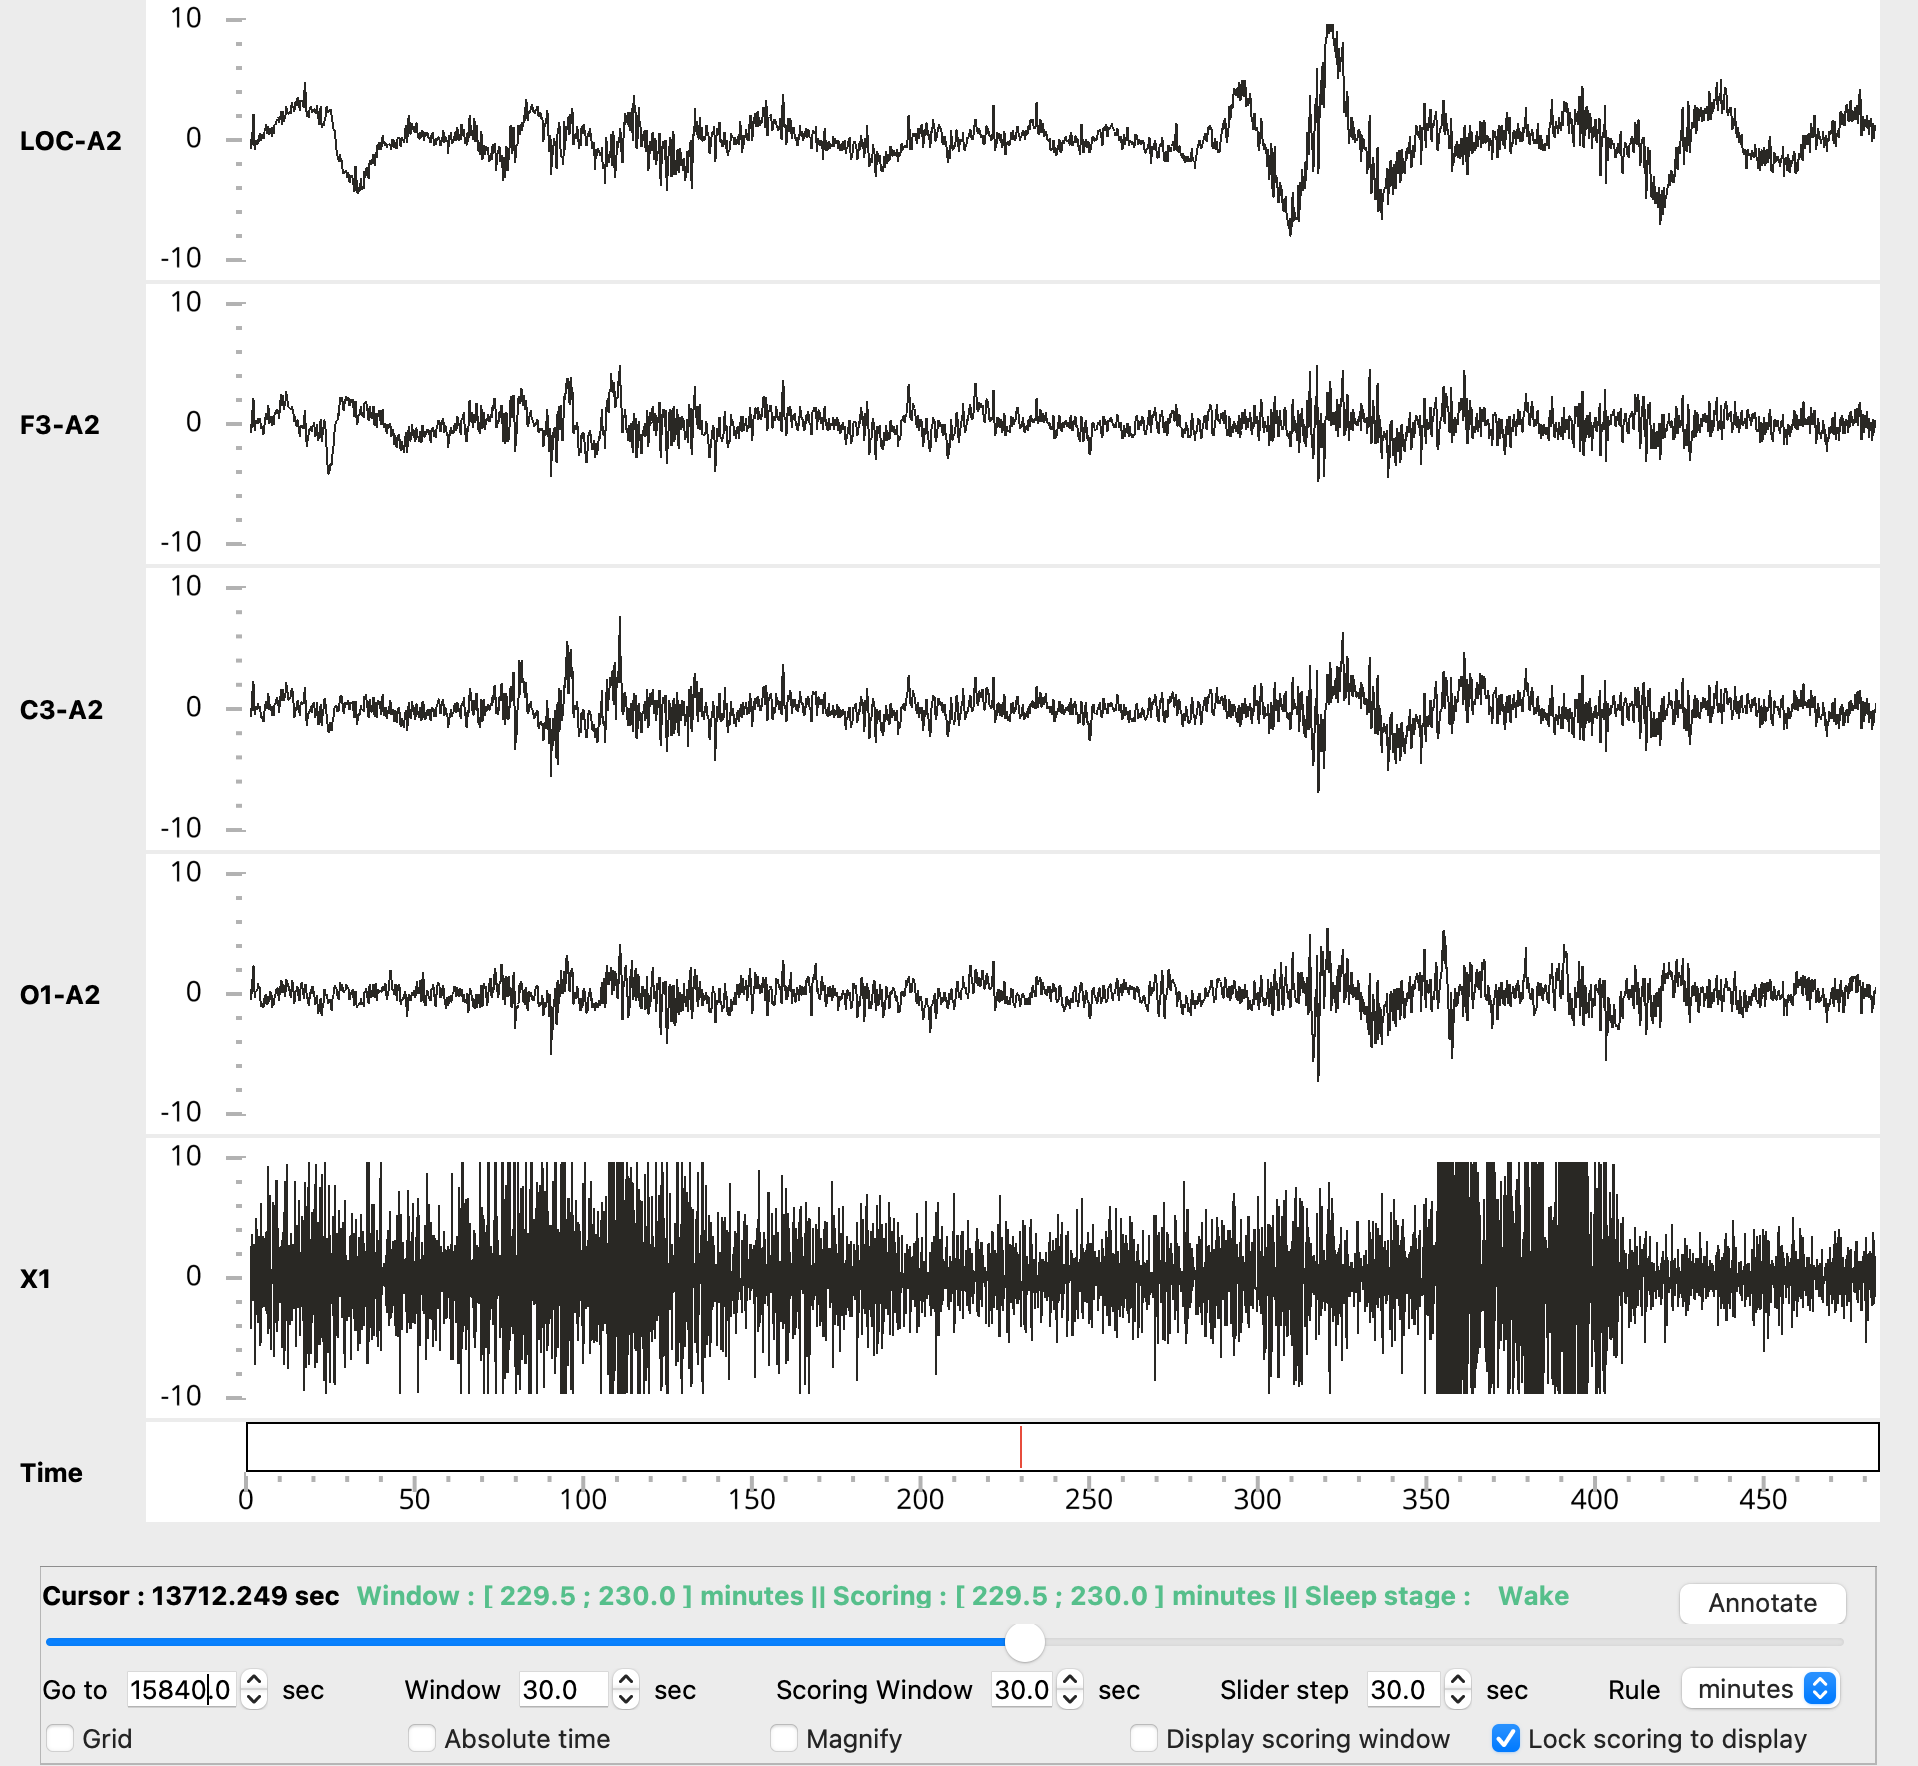 10
LOC-A2
0
-10
10
F3-A2
0
-10
10
C3-A2
0
-10
10
O1-A2
0
-10
10
X1
0
-10
Time
0 50 100 150 200 250 300 350 400 450
Cursor : 13712.249 sec Window : [ 229.5 ; 230.0 ] minutes || Scoring : [ 229.5 ; 230.0 ] minutes || Sleep stage : Wake Annotate
Go to 15840.0 sec Window 30.0 sec Scoring Window 30.0 sec Slider step 30.0 sec Rule minutes
Grid Absolute time Magnify Display scoring window Lock scoring to display